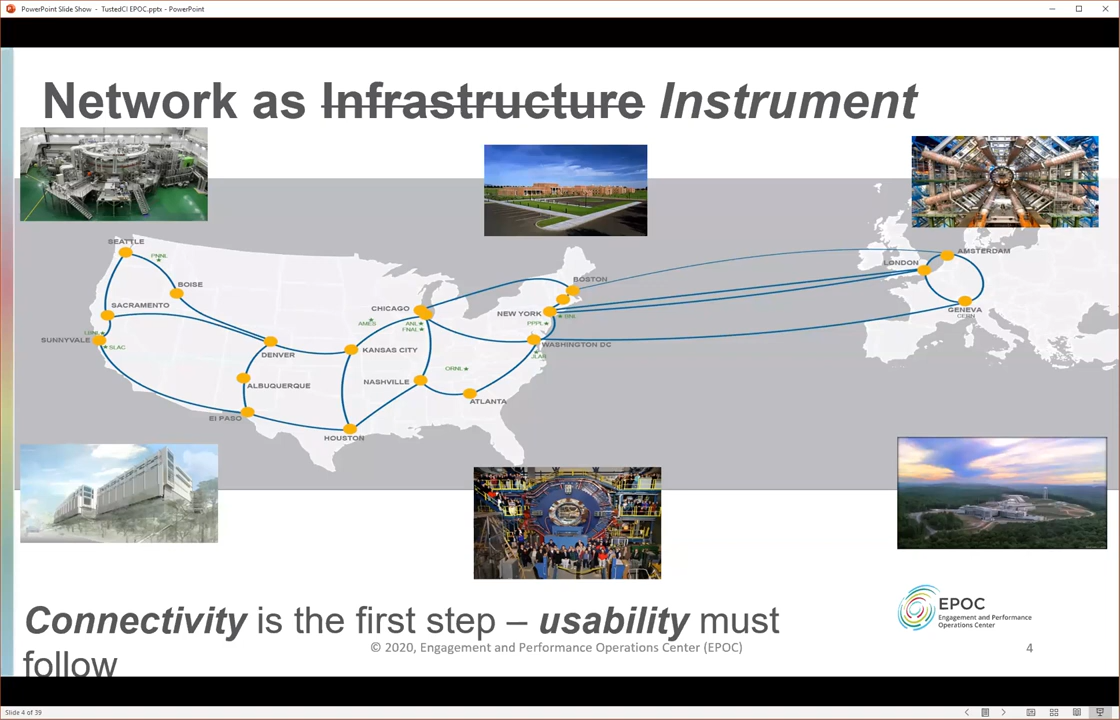 PowerPoint Slide Show - TustedCI EPOC.pptx - PowerPoint
Network as Infrastructure Instrument
SEATTLE
PNNL
BOISE
SACRAMENTO
LBNL
SUNNYVALE
SLAC
DENVER
ALBUQUERQUE
El PASO
HOUSTON
KANSAS CITY
CHICAGO
AMES
ANL
FNAL
NASHVILLE
ORNL
ATLANTA
WASHINGTON DC
JLAB
PPPL
BNL
NEW YORK
BOSTON
LONDON
AMSTERDAM
GENEVA
CERN
Connectivity is the first step – usability must
follow
© 2020, Engagement and Performance Operations Center (EPOC)
EPOC
Engagement and Performance
Operations Center
4
Slide 4 of 39